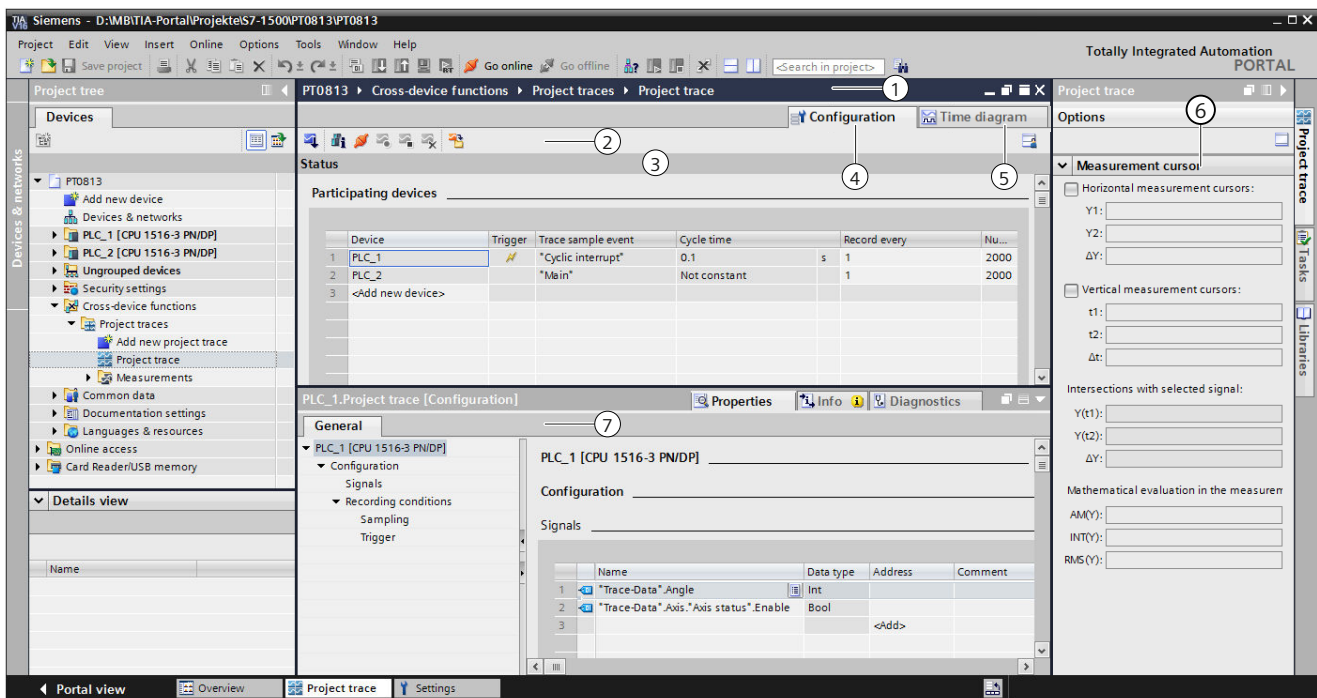 TIA V16 Siemens - D:\MB\TIA-Portal\Projekte\S7-1500\PT0813\PT0813
Project Edit View Insert Online Options Tools Window Help
Totally Integrated Automation
PORTAL
Save project Go online Go offline <Search in project>
Project tree
Devices
Devices & networks
PT0813
Add new device
Devices & networks
PLC_1 [CPU 1516-3 PN/DP]
PLC_2 [CPU 1516-3 PN/DP]
Ungrouped devices
Security settings
Cross-device functions
Project traces
Add new project trace
Project trace
Measurements
Common data
Documentation settings
Languages & resources
Online access
Card Reader/USB memory
Details view
Name
PT0813 Cross-device functions Project traces Project trace
1
Configuration Time diagram
2
Status
3
4
5
Participating devices
Device Trigger Trace sample event Cycle time Record every Nu...
1 PLC_1 "Cyclic interrupt" 0.1 s 1 2000
2 PLC_2 "Main" Not constant 1 2000
3 <Add new device>
PLC_1.Project trace [Configuration]
Properties Info Diagnostics
General
7
PLC_1 [CPU 1516-3 PN/DP]
Configuration
Signals
Recording conditions
Sampling
Trigger
PLC_1 [CPU 1516-3 PN/DP]
Configuration
Signals
Name Data type Address Comment
1 "Trace-Data".Angle Int
2 "Trace-Data".Axis."Axis status".Enable Bool
3 <Add>
Project trace
Options
6
Measurement cursor
Horizontal measurement cursors:
Y1:
Y2:
ΔY:
Vertical measurement cursors:
t1:
t2:
Δt:
Intersections with selected signal:
Y(t1):
Y(t2):
ΔY:
Mathematical evaluation in the measurem
AM(Y):
INT(Y):
RMS(Y):
Project trace
Tasks
Libraries
Portal view Overview Project trace Settings